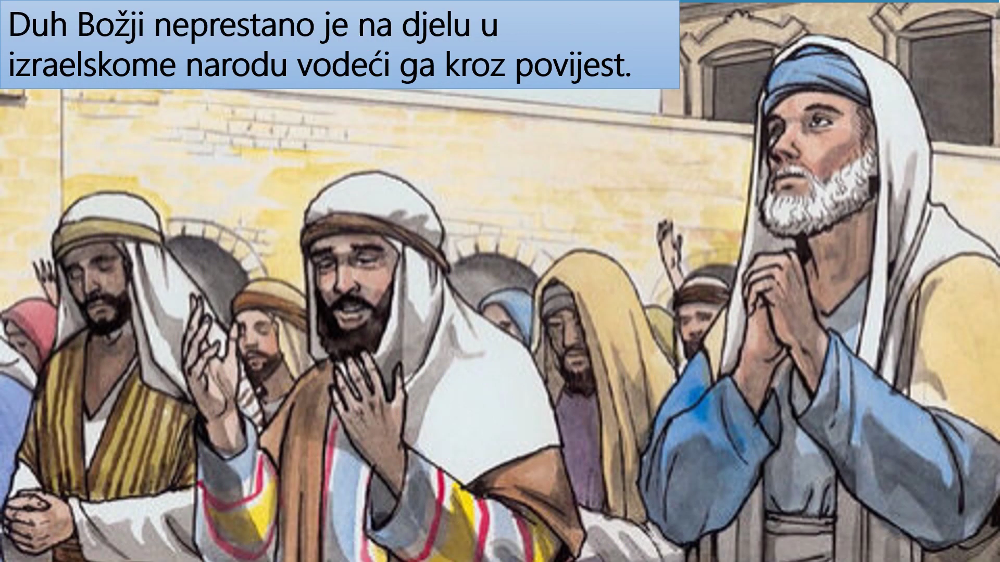 Duh Božji neprestano je na djelu u
izraelskome narodu vodeći ga kroz povijest.